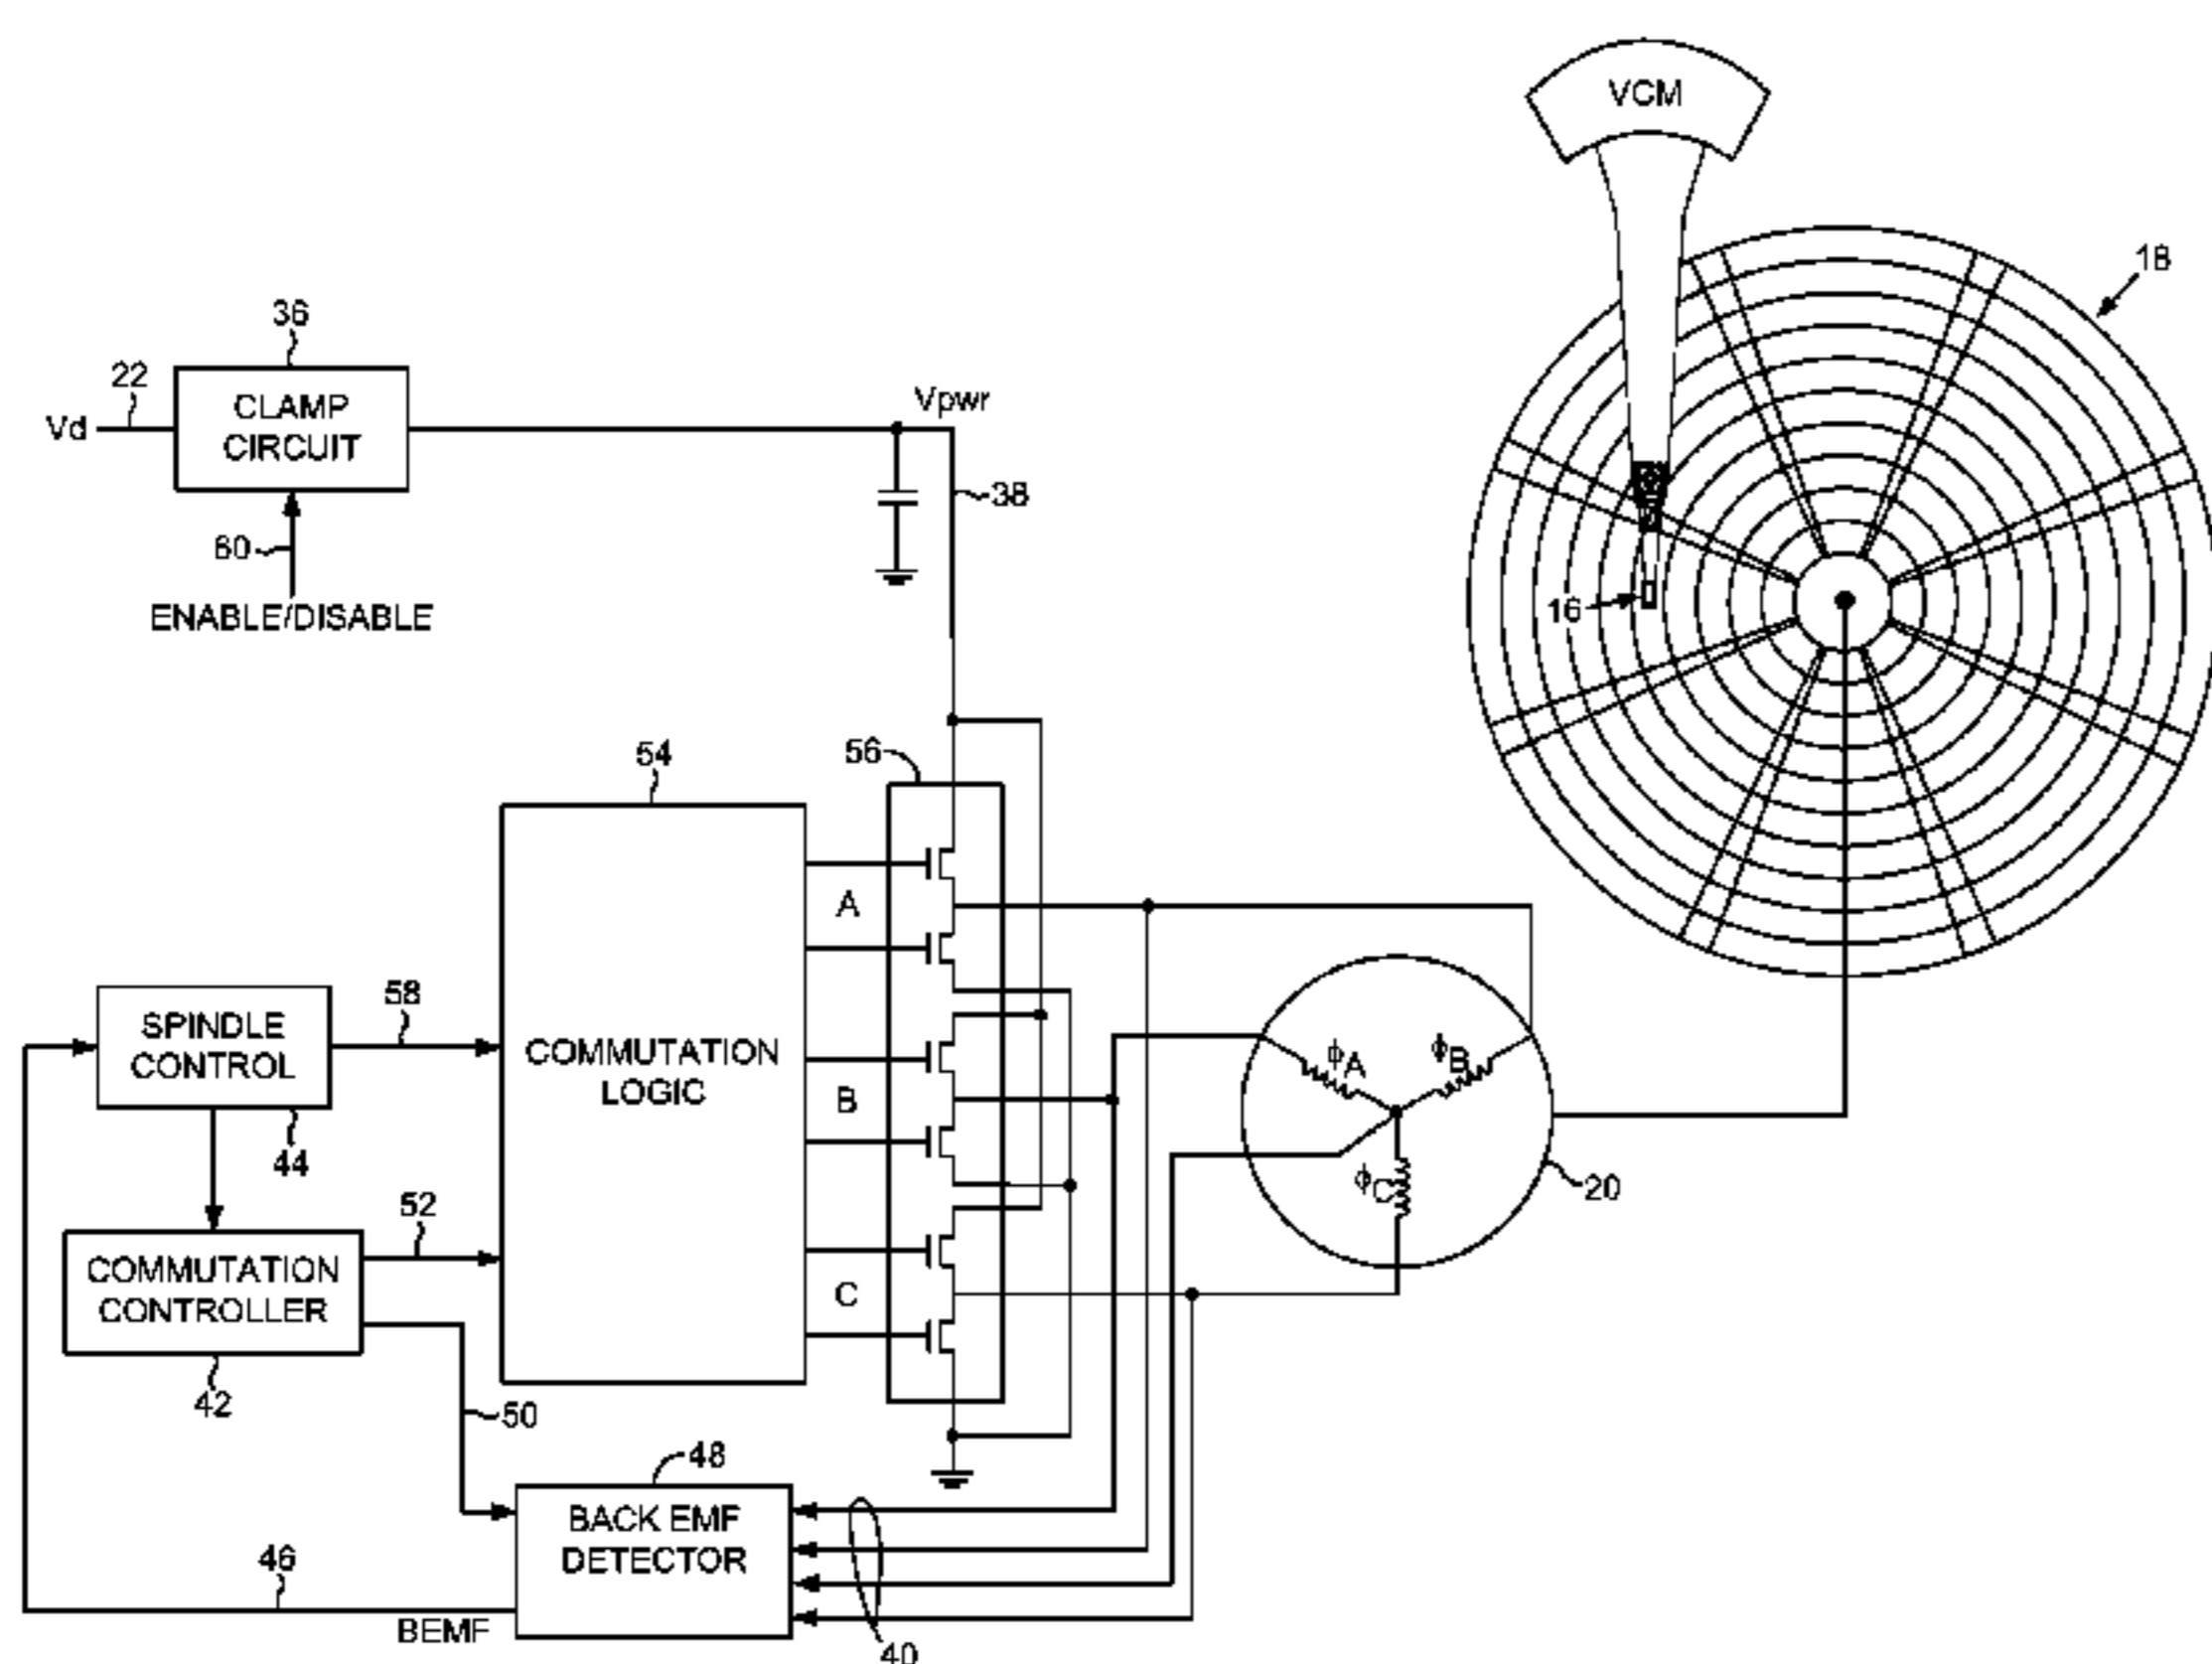 VCM
18
36
22
Vd
CLAMP
CIRCUIT
Vpwr
38
60
ENABLE/DISABLE
16
54
56
A
58
SPINDLE
CONTROL
COMMUTATION
LOGIC
ϕA
ϕB
B
44
ϕC
20
52
COMMUTATION
CONTROLLER
C
42
50
48
BACK EMF
DETECTOR
46
BEMF
40